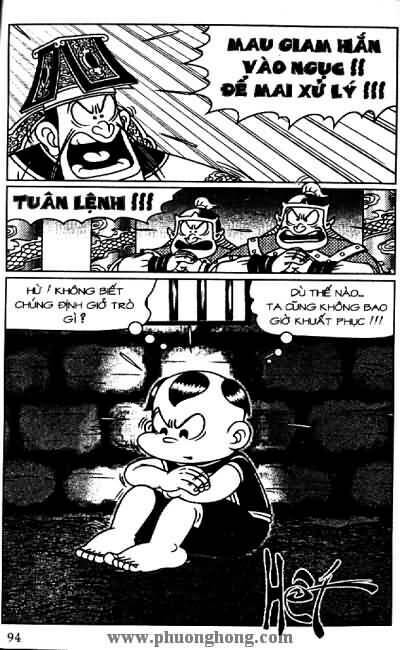 MAU GIAM HẮN
VÀO NGỤC !!
ĐỂ MAI XỬ LÝ !!!
TUÂN LỆNH !!!
HỪ ! KHÔNG BIẾT
CHÚNG ĐỊNH GIỞ TRÒ
GÌ ?
DÙ THẾ NÀO...
TA CŨNG KHÔNG BAO
GIỜ KHUẤT PHỤC !!!
Hết
94
www.phuonghong.com